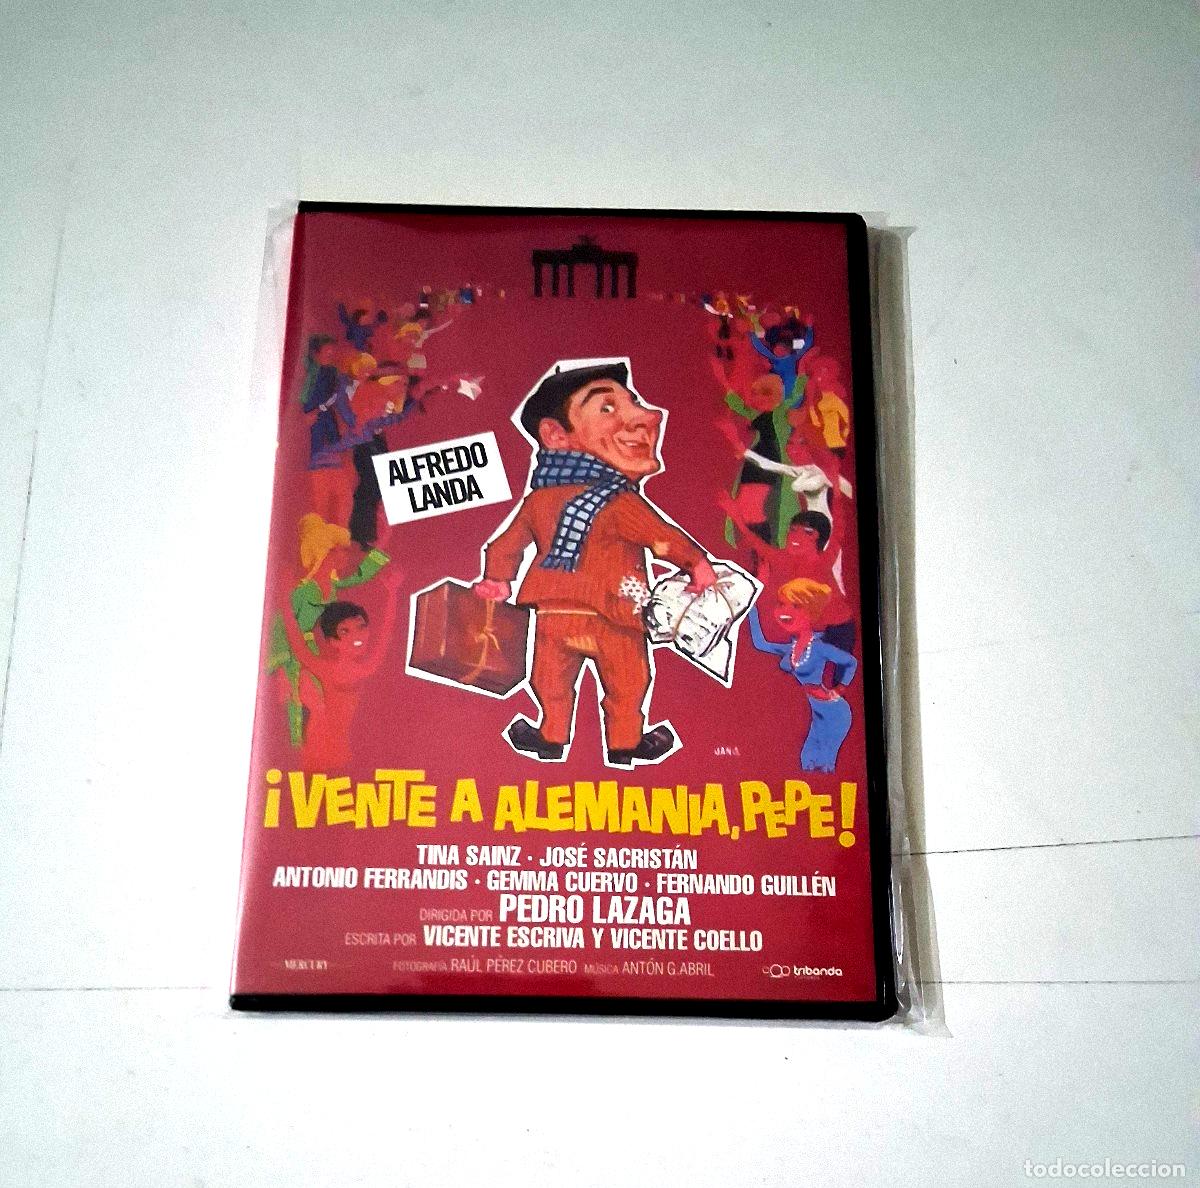 ALFREDO
LANDA
JANO.
¡VENTE A ALEMANIA, PEPE!
TINA SAINZ · JOSÉ SACRISTÁN
ANTONIO FERRANDIS · GEMMA CUERVO · FERNANDO GUILLÉN
DIRIGIDA POR PEDRO LAZAGA
ESCRITA POR VICENTE ESCRIVA Y VICENTE COELLO
MERCURY FOTOGRAFIA RAÚL PÉREZ CUBERO MÚSICA ANTÓN G. ABRIL tribanda
todocoleccion